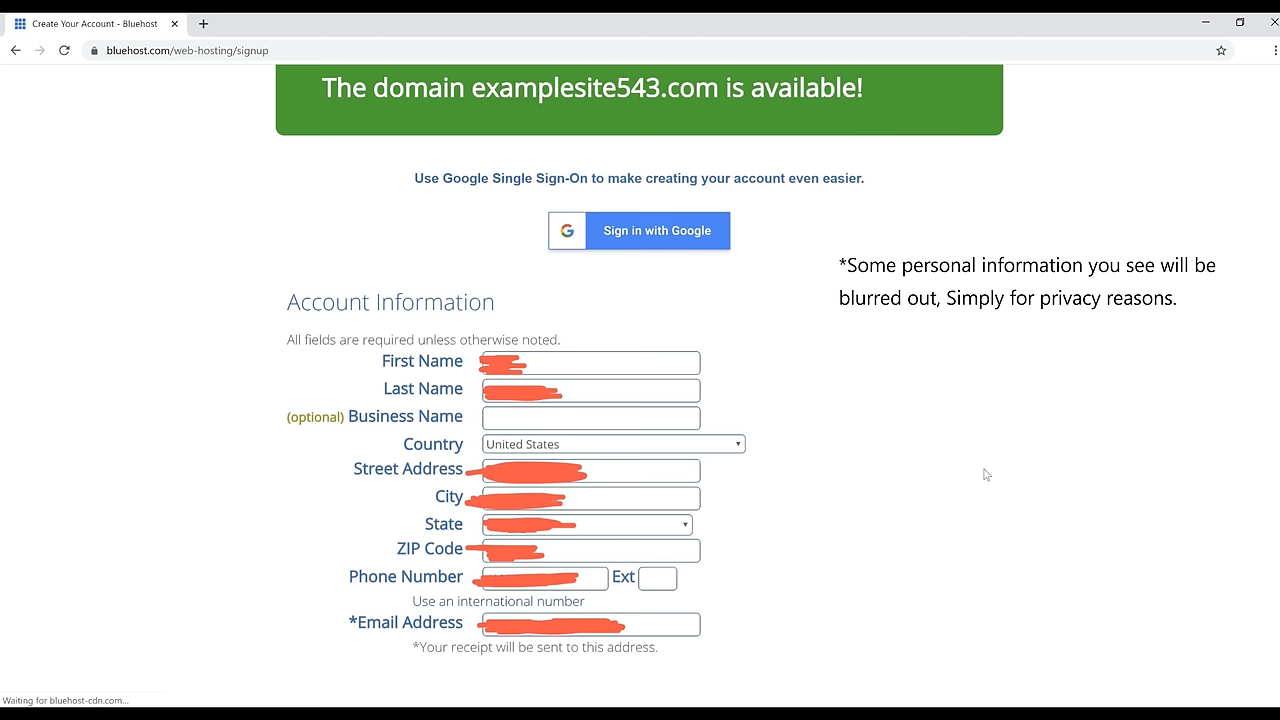 Create Your Account - Bluehost
bluehost.com/web-hosting/signup
The domain examplesite543.com is available!
Use Google Single Sign-On to make creating your account even easier.
G Sign in with Google
*Some personal information you see will be
blurred out, Simply for privacy reasons.
Account Information
All fields are required unless otherwise noted.
First Name
Last Name
(optional) Business Name
Country United States
Street Address
City
State
ZIP Code
Phone Number Ext
Use an international number
*Email Address
*Your receipt will be sent to this address.
Waiting for bluehost-cdn.com...